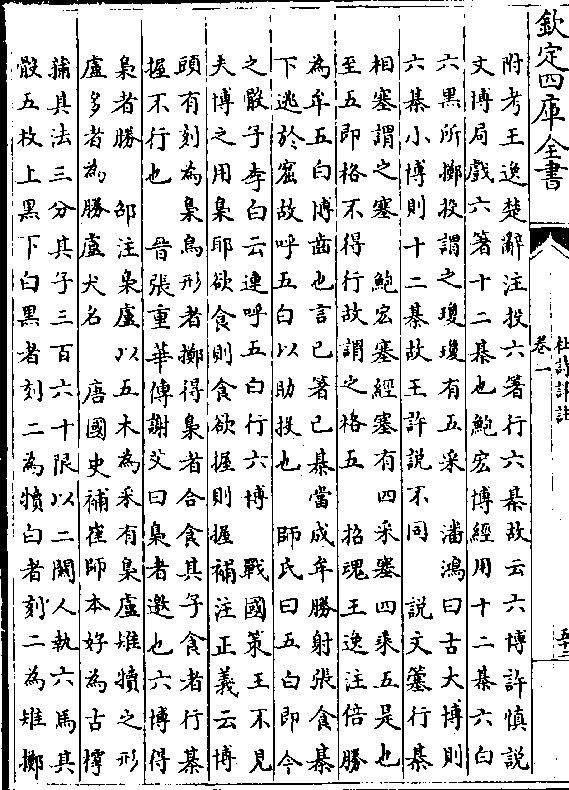 欽定四庫全書
杜詩詳註
卷一
附考王逸楚辭注投六箸行六棊故云六博許慎說
文博局戲六箸十二棊也鮑宏博經用十二棊六白
六黑所擲投謂之瓊瓊有五采　潘鴻曰古大博則
六棊小博則十二棊故王許說不同　說文簺行棊
相塞謂之塞　鮑宏塞經塞有四采塞四乘五是也
至五即格不得行故謂之格五　招魂王逸注倍勝
為牟五白博齒也言己箸已棊當成牟勝射張食棊
下逃於窟故呼五白以助投也　師氏曰五白即今
之骰子李白云連呼五白行六博　戰國策王不見
夫博之用梟耶欲食則食欲握則握補注正義云博
頭有刻為梟鳥形者擲得梟者合食其子食者行棊
握不行也　晉張重華傳謝艾曰梟者邀也六博得
梟者勝　邵注梟盧以五木為采有梟盧雉犢之形
盧多者為勝盧犬名　唐國史補崔師本好為古摴
蒱其法三分其子三百六十限以二關人執六馬其
骰五枚上黑下白黑者刻二為犢白者刻二為雉擲